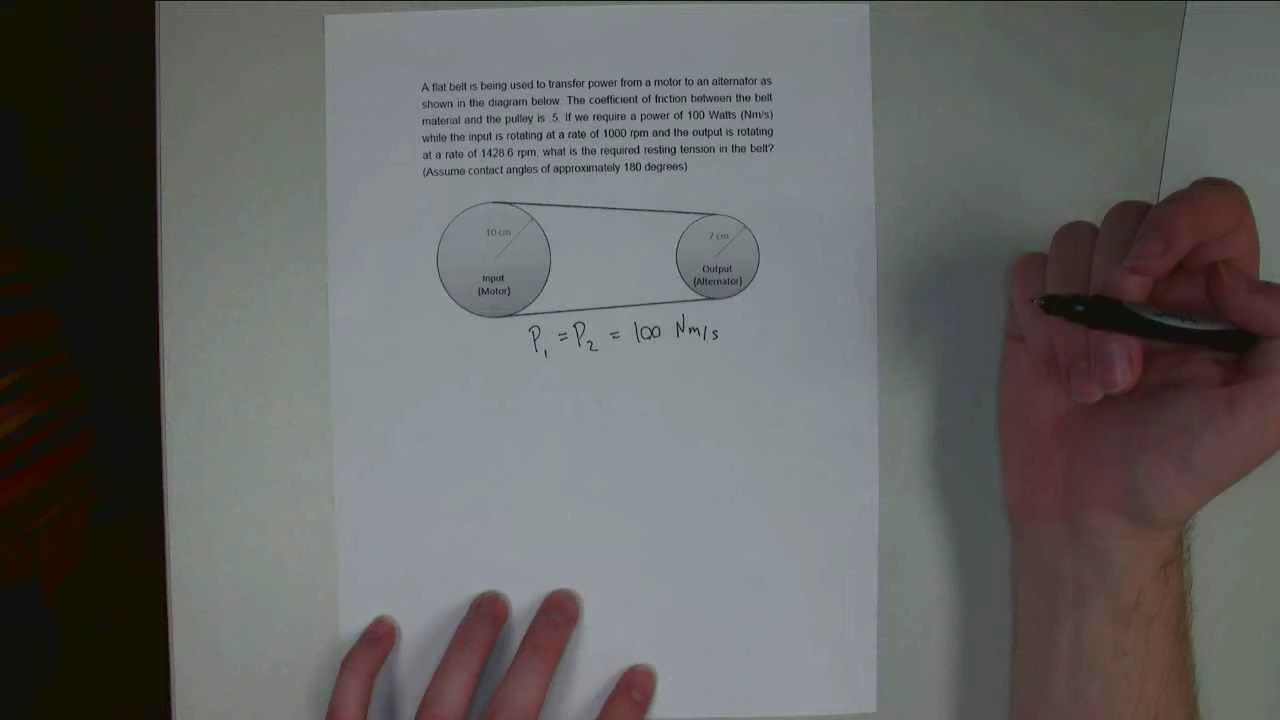 A flat belt is being used to transfer power from a motor to an alternator as
shown in the diagram below. The coefficient of friction between the belt
material and the pulley is .5. If we require a power of 100 Watts (Nm/s)
while the input is rotating at a rate of 1000 rpm and the output is rotating
at a rate of 1428.6 rpm, what is the required resting tension in the belt?
(Assume contact angles of approximately 180 degrees)
10 cm
7 cm
Input
(Motor)
Output
(Alternator)
P₁ = P₂ = 100 Nm/s